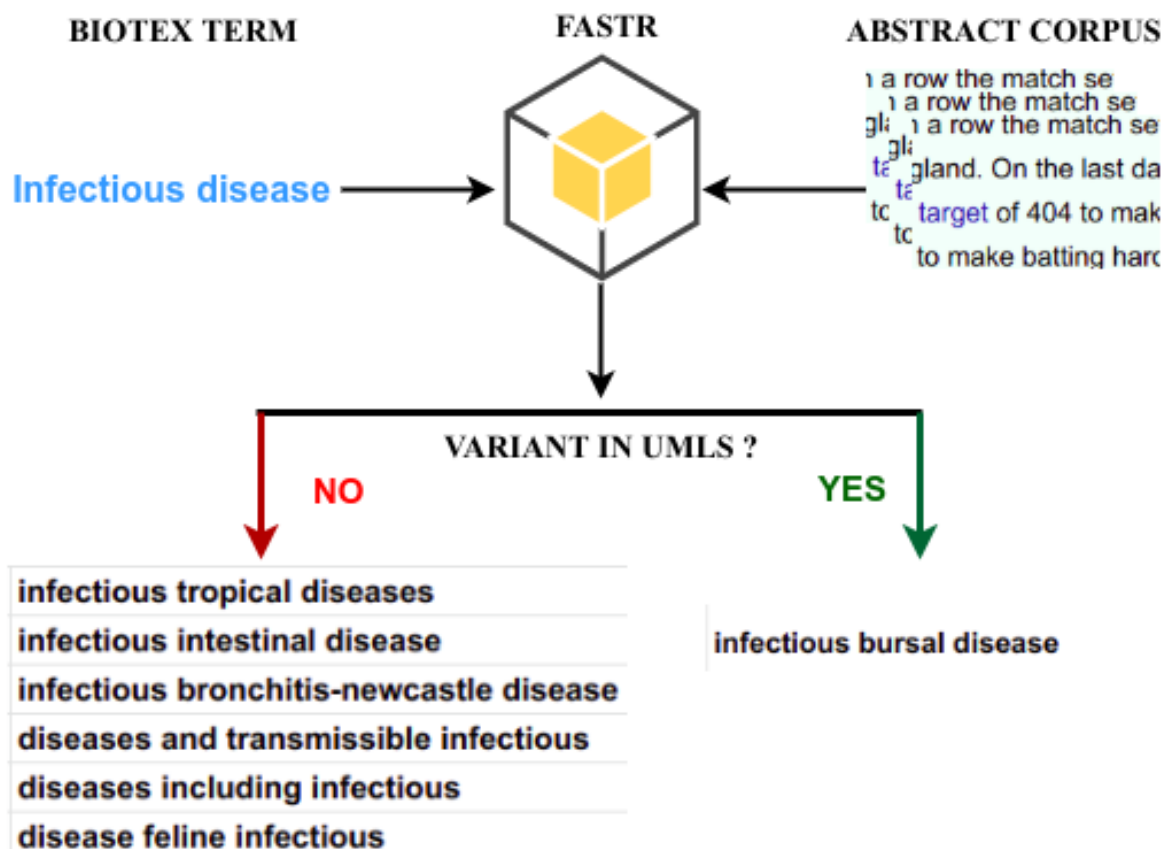 BIOTEX TERM
FASTR
ABSTRACT CORPUS
a row the match se
a row the match se
a row the match se
gland. On the last da
target of 404 to mak
to make batting hard
Infectious disease
VARIANT IN UMLS ?
NO
YES
infectious tropical diseases
infectious intestinal disease
infectious bronchitis-newcastle disease
diseases and transmissible infectious
diseases including infectious
disease feline infectious
infectious bursal disease